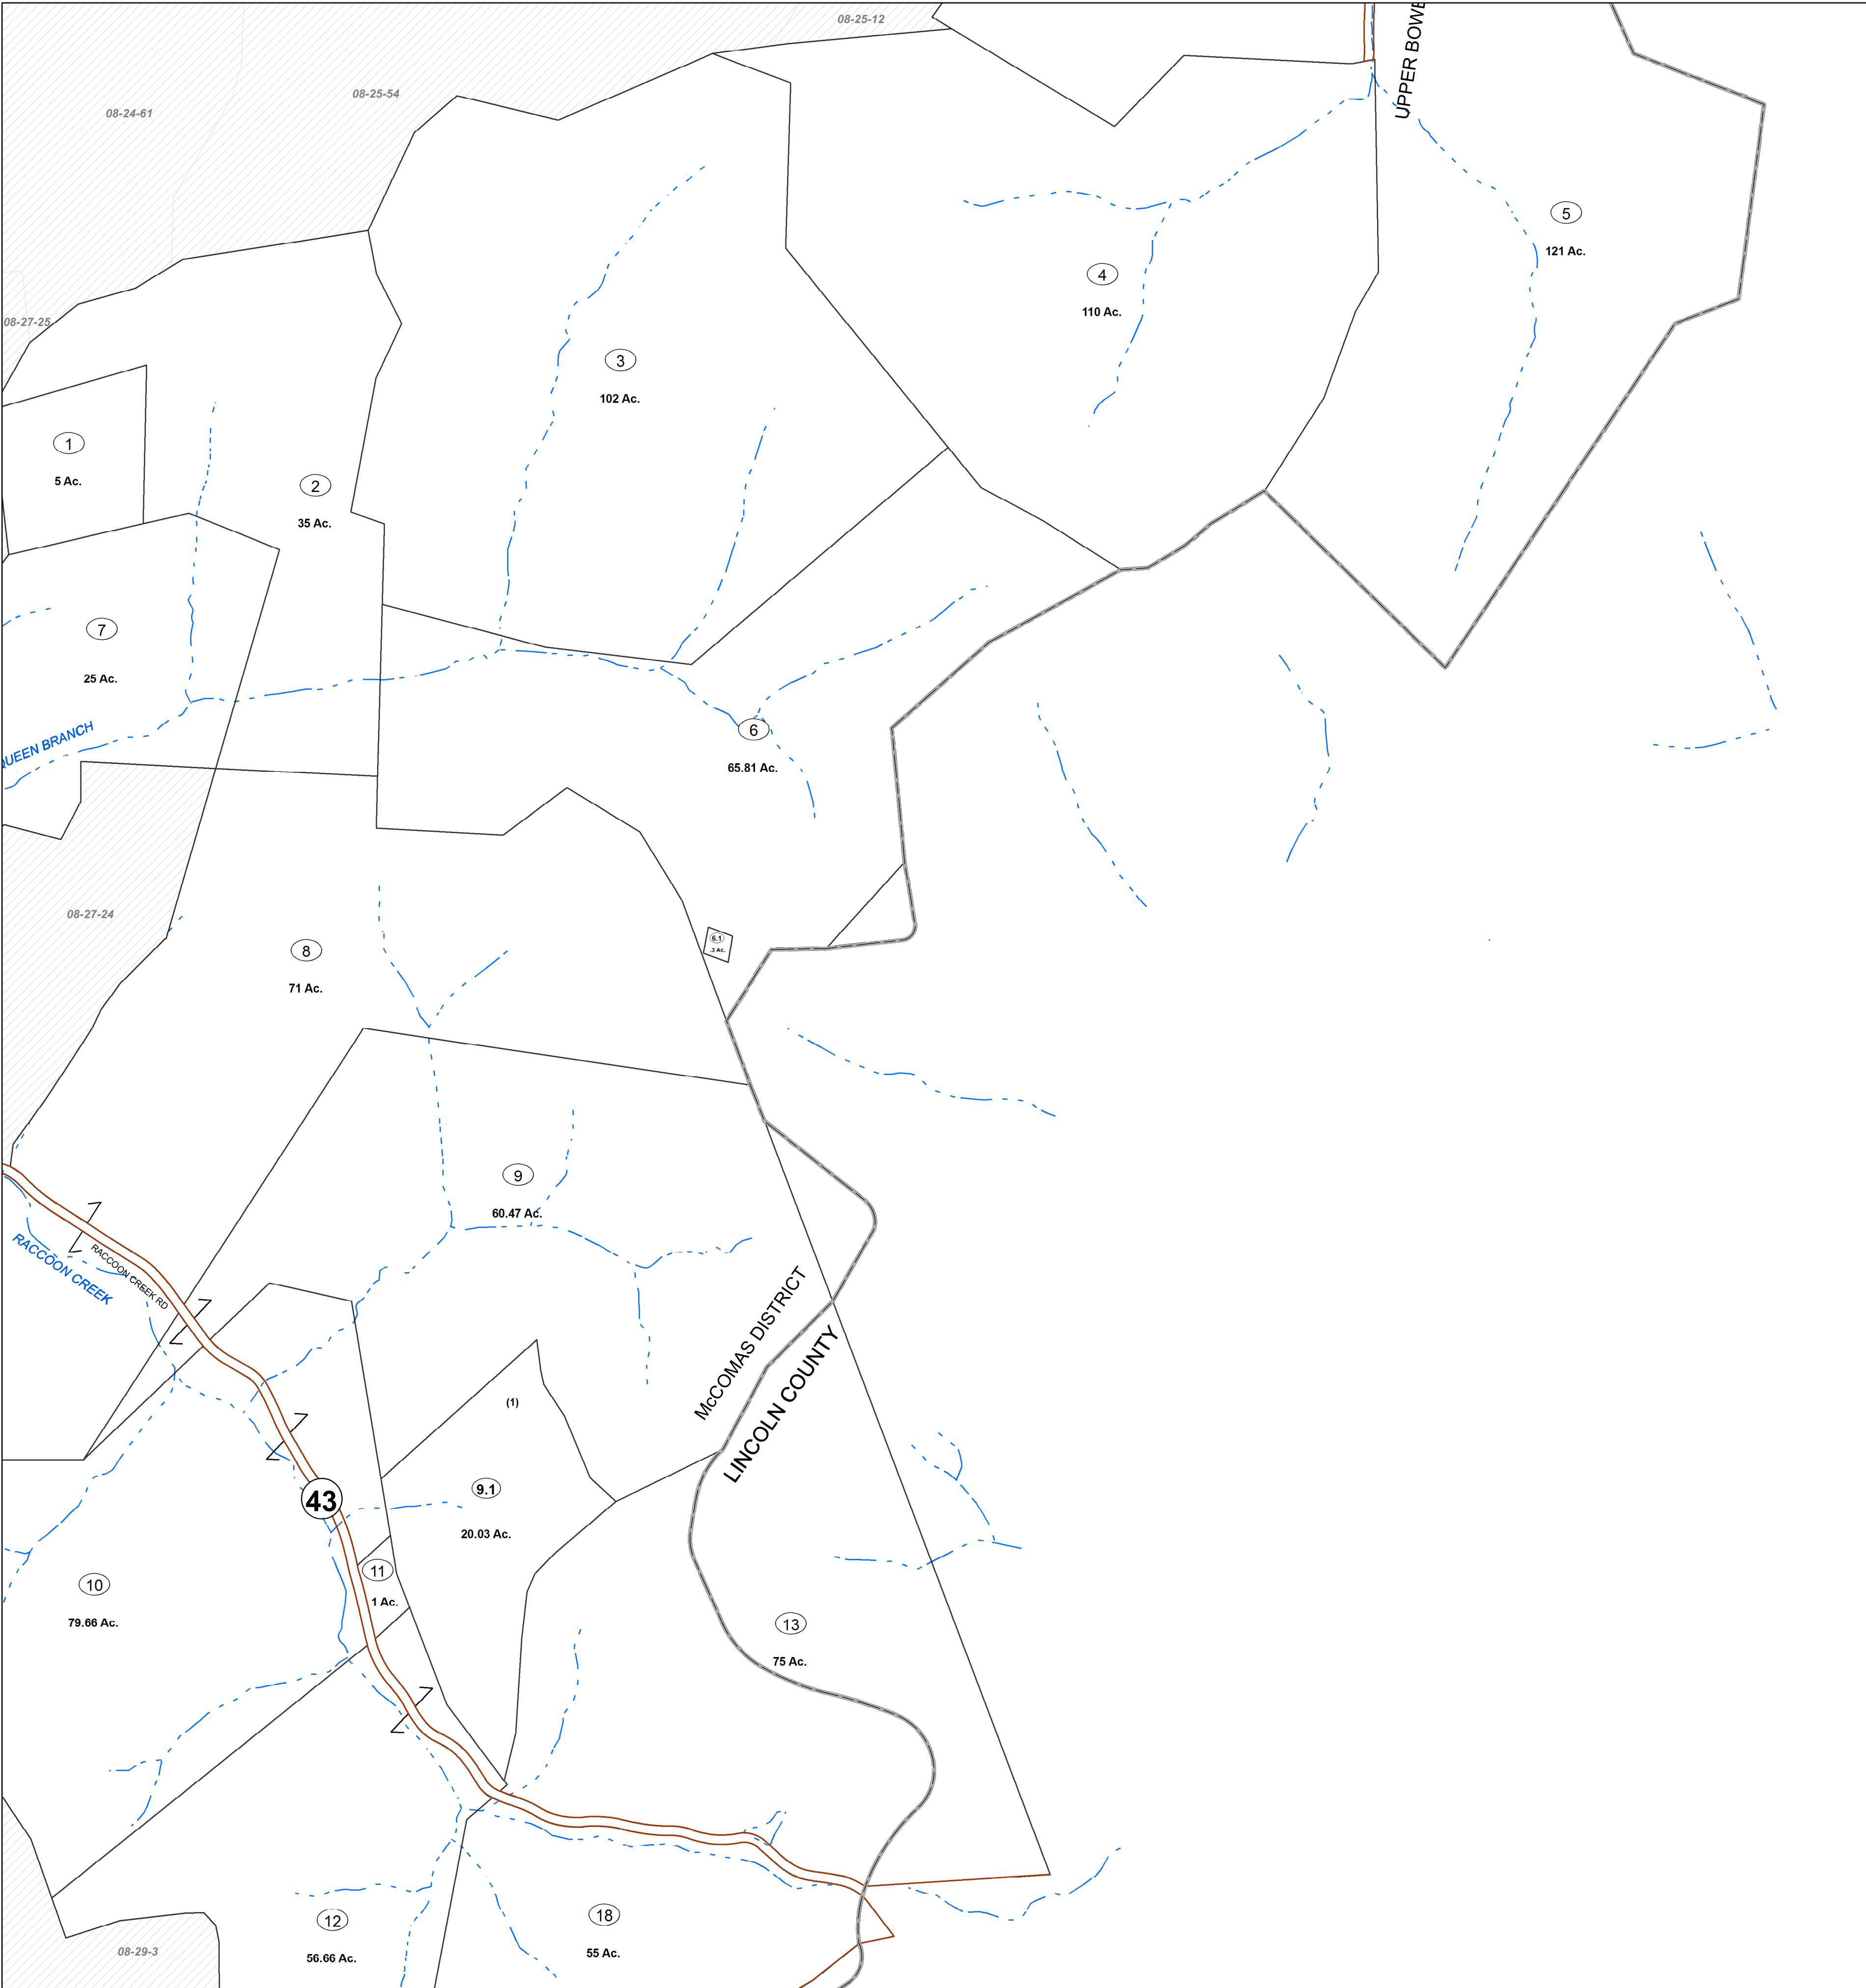 08-25-12
UPPER BOWE
08-25-54
08-24-61
5
121 Ac.
4
110 Ac.
08-27-25
3
102 Ac.
1
5 Ac.
2
35 Ac.
7
25 Ac.
QUEEN BRANCH
6
65.81 Ac.
08-27-24
6.1
.3 Ac.
8
71 Ac.
9
60.47 Ac.
RACCOON CREEK
RACCOON CREEK RD
McCOMAS DISTRICT
LINCOLN COUNTY
(1)
43
9.1
20.03 Ac.
11
1 Ac.
10
79.66 Ac.
13
75 Ac.
12
56.66 Ac.
18
55 Ac.
08-29-3